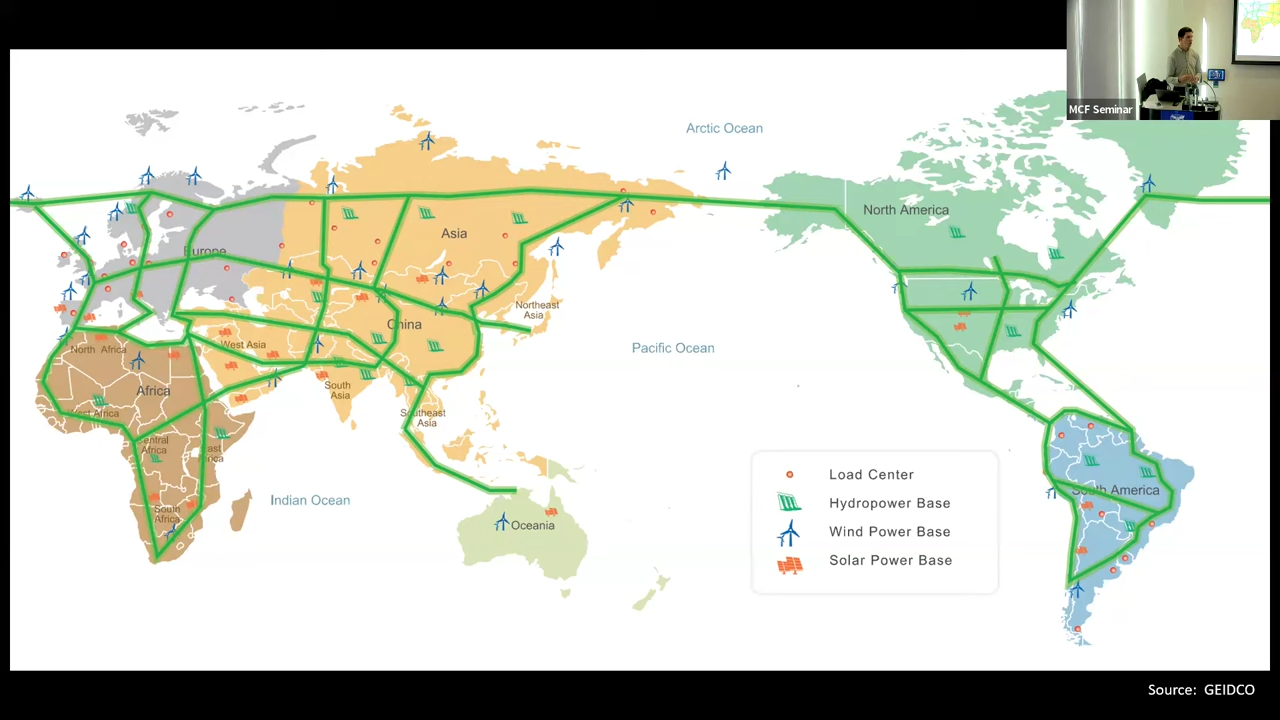 MCF Seminar
Arctic Ocean
North America
Asia
Europe
Northeast
Asia
China
West Asia
North Africa
Pacific Ocean
Africa
South
Asia
West Africa
Southeast
Asia
Central
Africa
East
Africa
Indian Ocean
South
Africa
Oceania
South America
Load Center
Hydropower Base
Wind Power Base
Solar Power Base
Source: GEIDCO